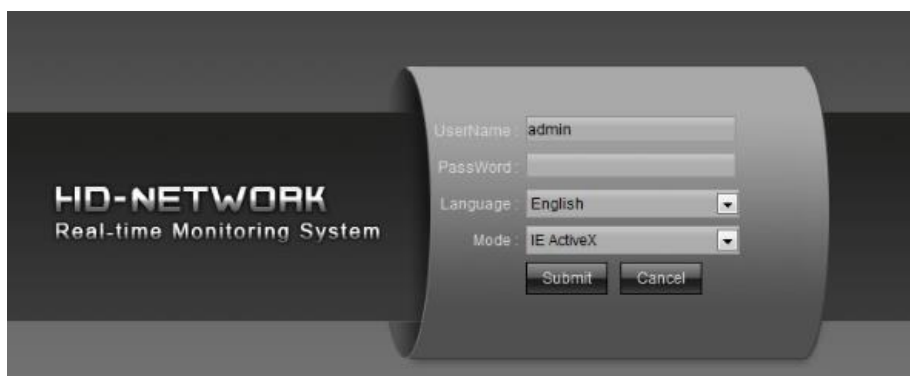 HD-NETWORK
Real-time Monitoring System
UserName : admin
PassWord :
Language : English
Mode : IE ActiveX
Submit Cancel